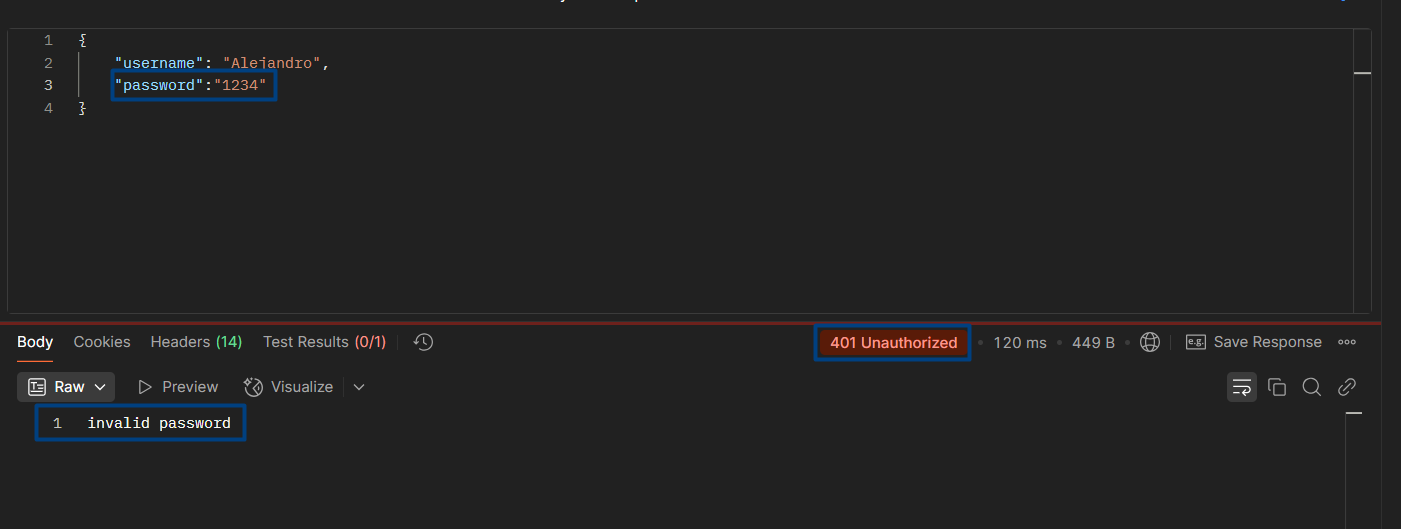 1 {
2 "username": "Alejandro",
3 "password":"1234"
4 }
Body Cookies Headers (14) Test Results (0/1) 401 Unauthorized • 120 ms • 449 B • e.g. Save Response
Raw Preview Visualize
1 invalid password